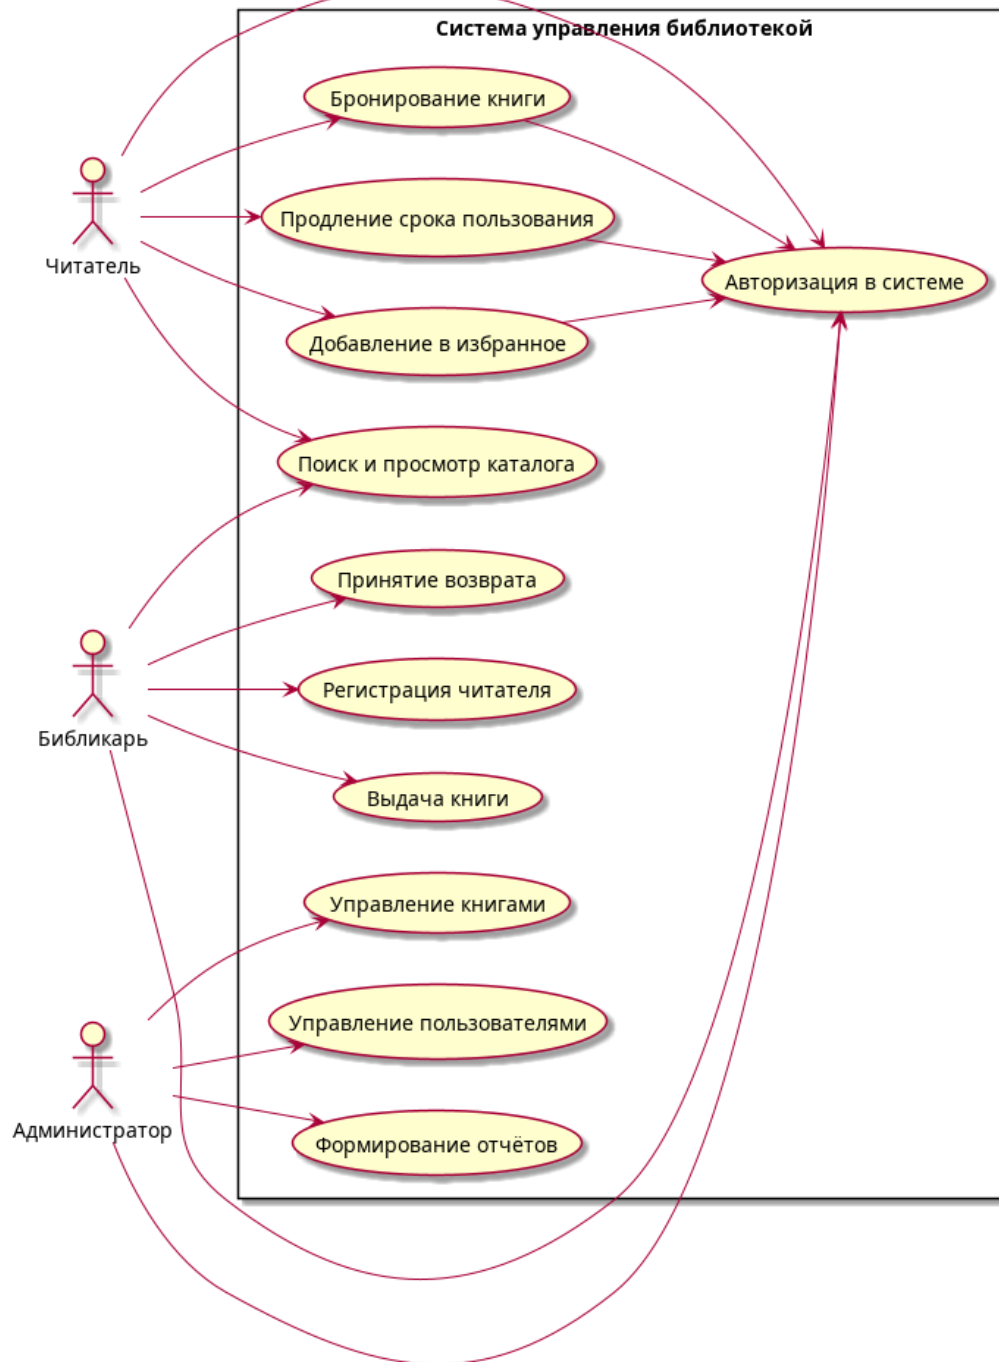 Система управления библиотекой
Бронирование книги
Продление срока пользования
Читатель
Авторизация в системе
Добавление в избранное
Поиск и просмотр каталога
Принятие возврата
Регистрация читателя
Библикарь
Выдача книги
Управление книгами
Управление пользователями
Администратор
Формирование отчётов